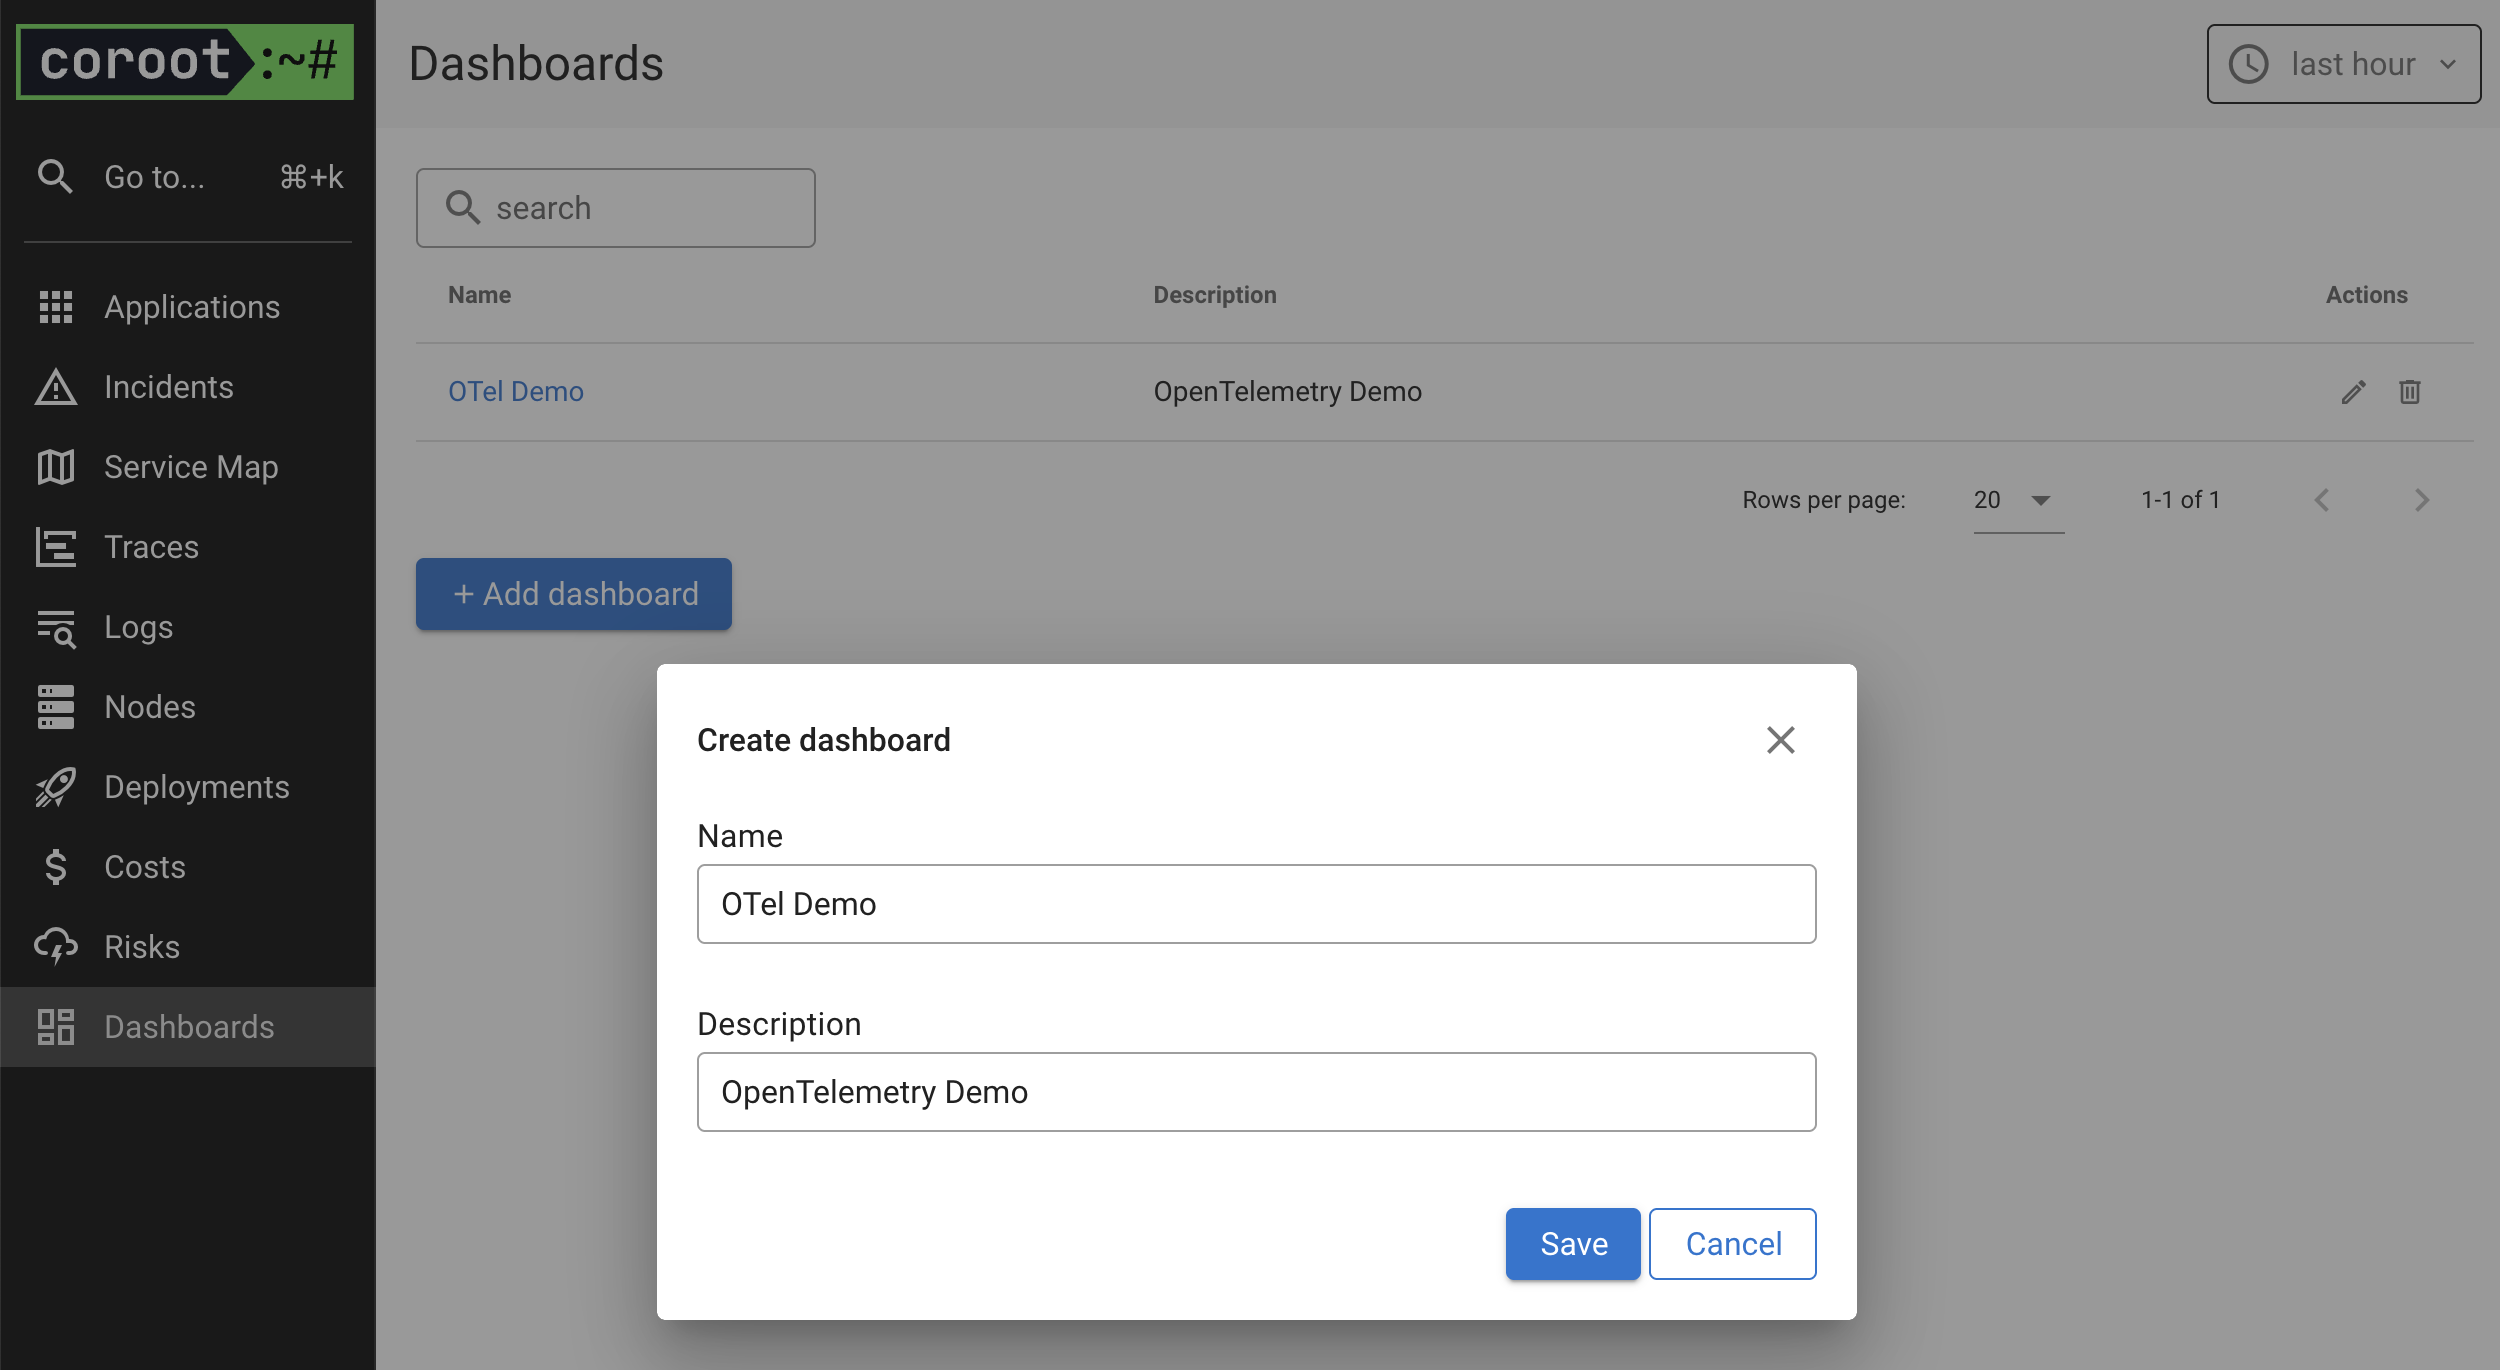 coroot:~#
Go to... ⌘+k
Applications
Incidents
Service Map
Traces
Logs
Nodes
Deployments
Costs
Risks
Dashboards
Dashboards
last hour
search
Name Description Actions
OTel Demo OpenTelemetry Demo
Rows per page: 20 1-1 of 1
+ Add dashboard
Create dashboard
Name
OTel Demo
Description
OpenTelemetry Demo
Save Cancel